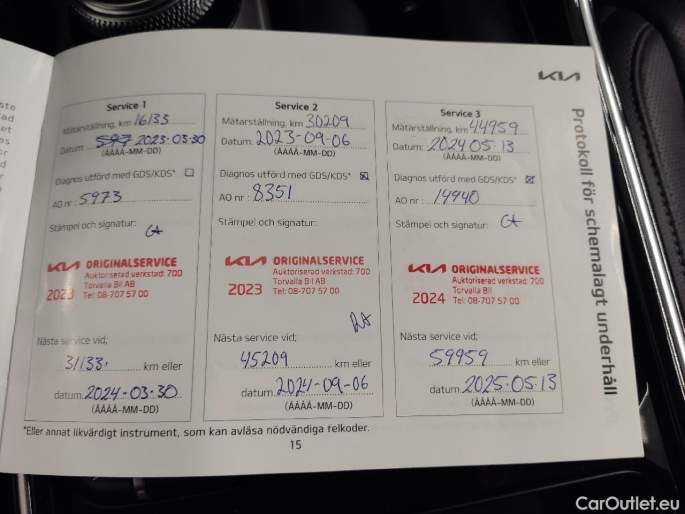 KIA
Protokoll för schemalagt underhåll
Service 1
Mätarställning, km 16133
Datum: 597 2023-03-30
(ÅÅÅÅ-MM-DD)
Diagnos utförd med GDS/KDS*
AO nr : 5973
Stämpel och signatur:
KIA ORIGINALSERVICE
Auktoriserad verkstad: 700
Torvalla Bil AB
2023 Tel: 08-707 57 00
Nästa service vid;
31133. km eller
datum 2024-03-30
(ÅÅÅÅ-MM-DD)
Service 2
Mätarställning, km 30209
Datum: 2023-09-06
(ÅÅÅÅ-MM-DD)
Diagnos utförd med GDS/KDS*
AO nr : 8351
Stämpel och signatur:
KIA ORIGINALSERVICE
Auktoriserad verkstad: 700
Torvalla Bil AB
2023 Tel: 08-707 57 00
Nästa service vid;
45209 km eller
datum 2024-09-06
(ÅÅÅÅ-MM-DD)
Service 3
Mätarställning, km 44959
Datum: 2024 05.13
(ÅÅÅÅ-MM-DD)
Diagnos utförd med GDS/KDS*
AO nr : 14940
Stämpel och signatur:
KIA ORIGINALSERVICE
Auktoriserad verkstad: 700
Torvalla Bil
2024 Tel: 08-707 57 00
Nästa service vid;
59959 km eller
datum 2025.05.13
(ÅÅÅÅ-MM-DD)
*Eller annat likvärdigt instrument, som kan avläsa nödvändiga felkoder.
15
CarOutlet.eu